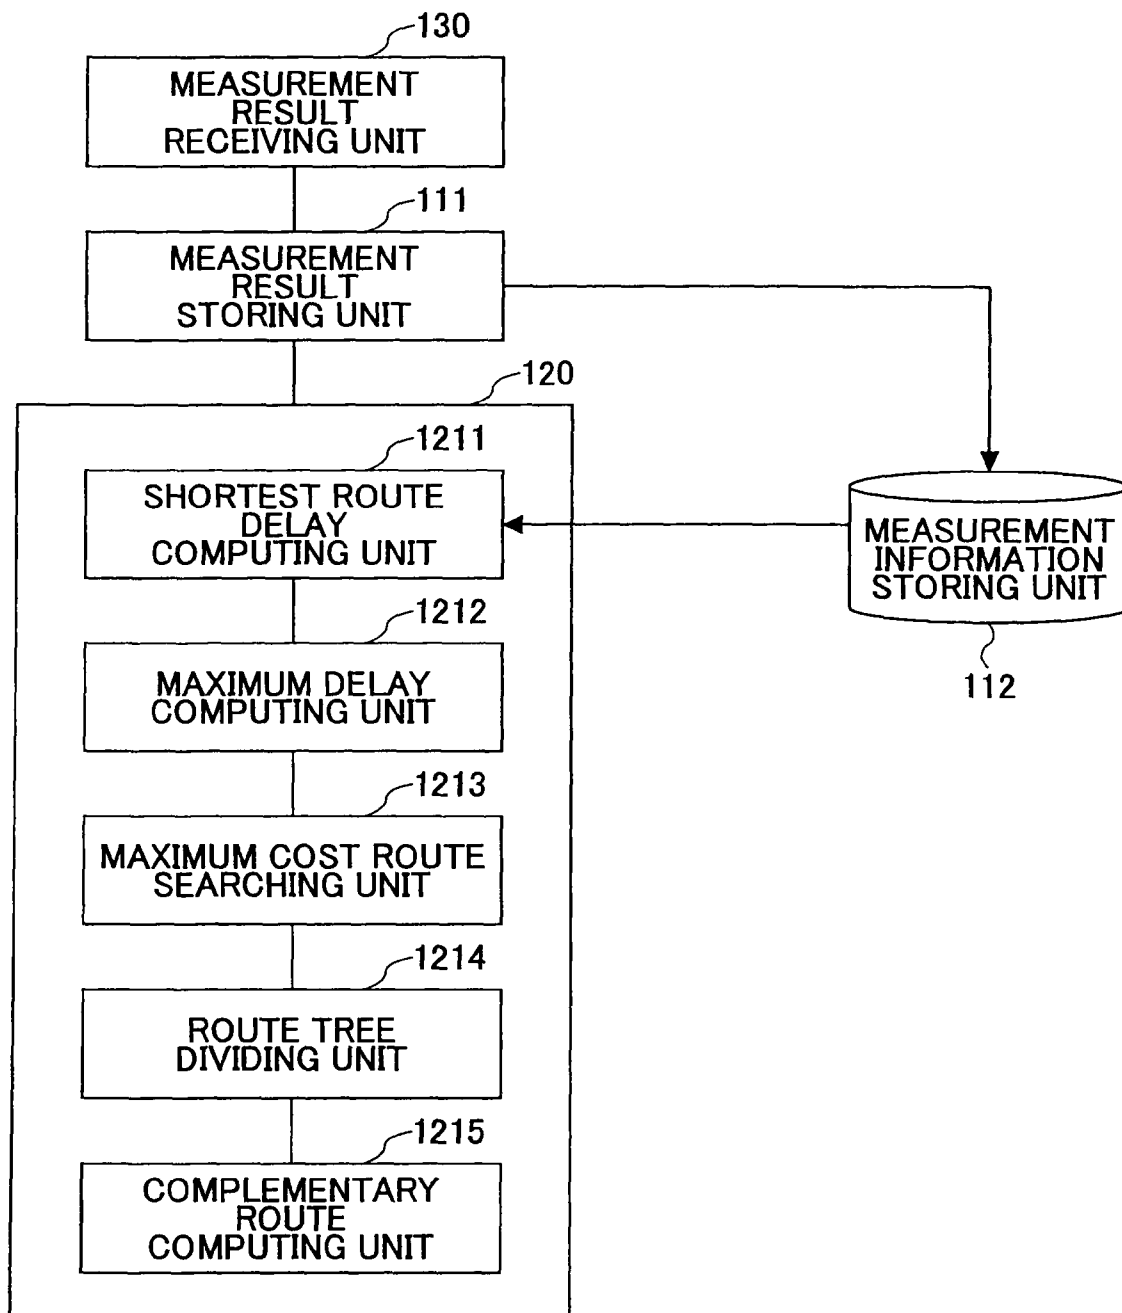 130
MEASUREMENT
RESULT
RECEIVING UNIT
111
MEASUREMENT
RESULT
STORING UNIT
120
1211
SHORTEST ROUTE
DELAY
COMPUTING UNIT
MEASUREMENT
INFORMATION
STORING UNIT
112
1212
MAXIMUM DELAY
COMPUTING UNIT
1213
MAXIMUM COST ROUTE
SEARCHING UNIT
1214
ROUTE TREE
DIVIDING UNIT
1215
COMPLEMENTARY
ROUTE
COMPUTING UNIT